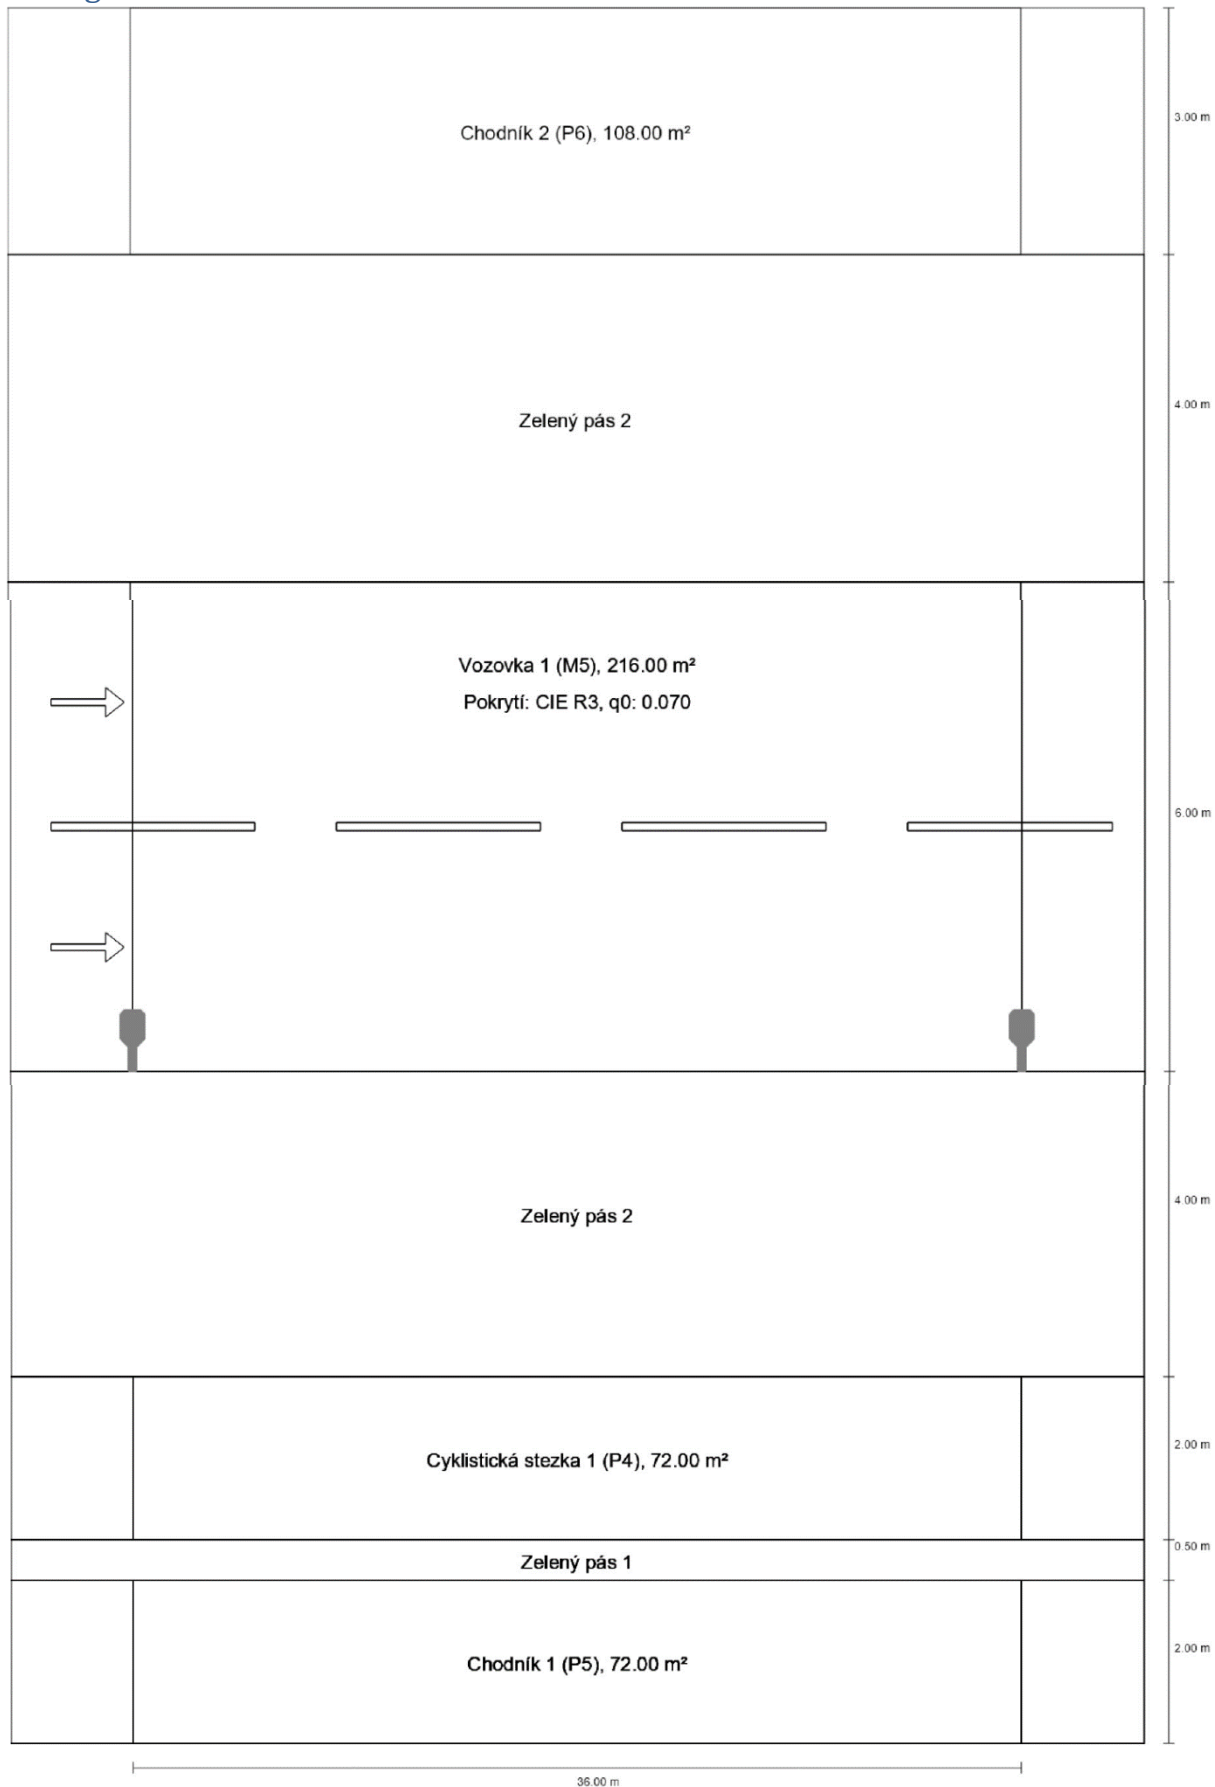 Chodník 2 (P6), 108.00 m²
3.00 m
Zelený pás 2
4.00 m
Vozovka 1 (M5), 216.00 m²
Pokrytí: CIE R3, q0: 0.070
6.00 m
Zelený pás 2
4.00 m
Cyklistická stezka 1 (P4), 72.00 m²
2.00 m
Zelený pás 1
0.50 m
Chodník 1 (P5), 72.00 m²
2.00 m
36.00 m